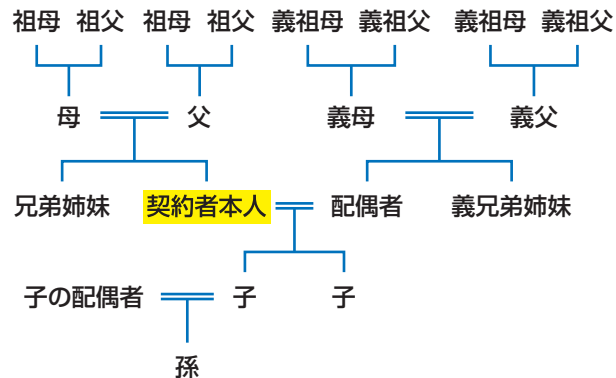 祖母 祖父 祖母 祖父 義祖母 義祖父 義祖母 義祖父
母 父 義母 義父
兄弟姉妹 契約者本人 配偶者 義兄弟姉妹
子の配偶者 子 子
孫